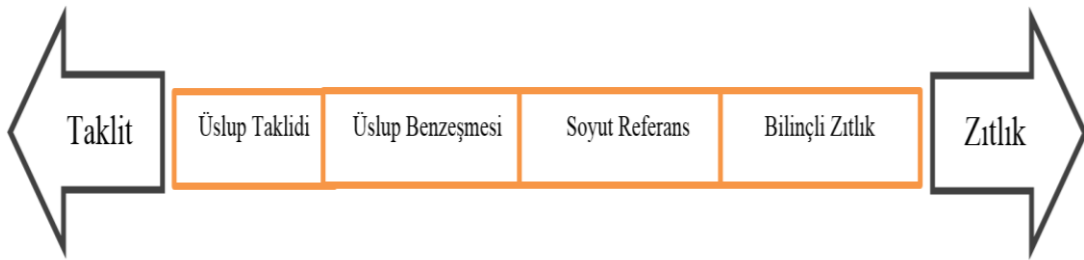 Taklit
Üslup Taklidi
Üslup Benzeşmesi
Soyut Referans
Bilinçli Zıtlık
Zıtlık